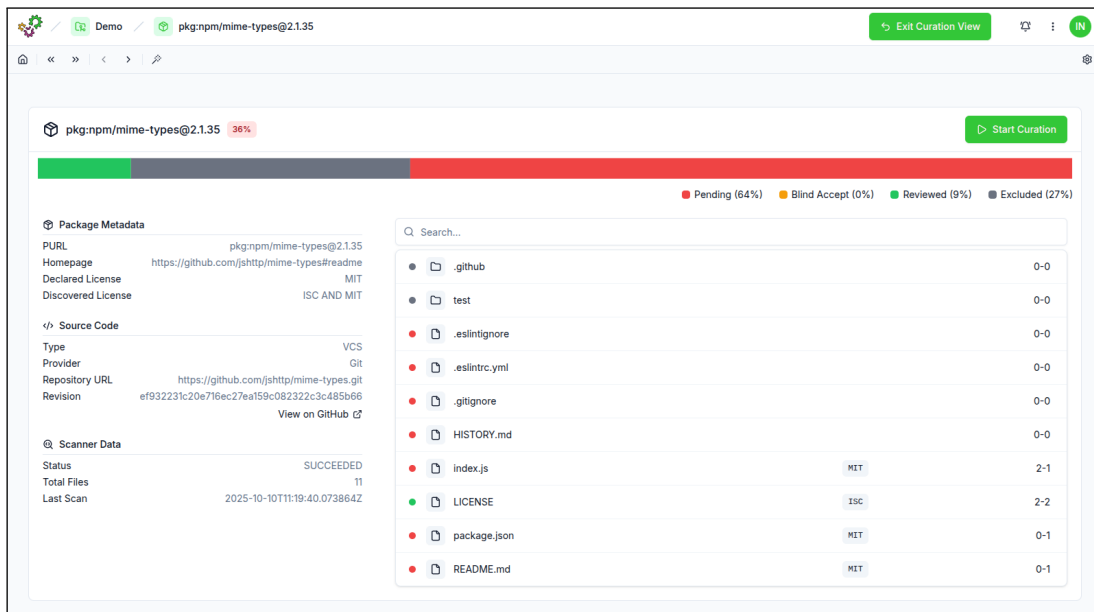 Demo
pkg:npm/mime-types@2.1.35
Exit Curation View
IN
pkg:npm/mime-types@2.1.35 36%
Start Curation
Pending (64%) Blind Accept (0%) Reviewed (9%) Excluded (27%)
Package Metadata
PURL pkg:npm/mime-types@2.1.35
Homepage https://github.com/jshttp/mime-types#readme
Declared License MIT
Discovered License ISC AND MIT
</> Source Code
Type VCS
Provider Git
Repository URL https://github.com/jshttp/mime-types.git
Revision ef932231c20e716ec27ea159c082322c3c485b66
View on GitHub
Scanner Data
Status SUCCEEDED
Total Files 11
Last Scan 2025-10-10T11:19:40.073864Z
Search...
.github 0-0
test 0-0
.eslintignore 0-0
.eslintrc.yml 0-0
.gitignore 0-0
HISTORY.md 0-0
index.js MIT 2-1
LICENSE ISC 2-2
package.json MIT 0-1
README.md MIT 0-1